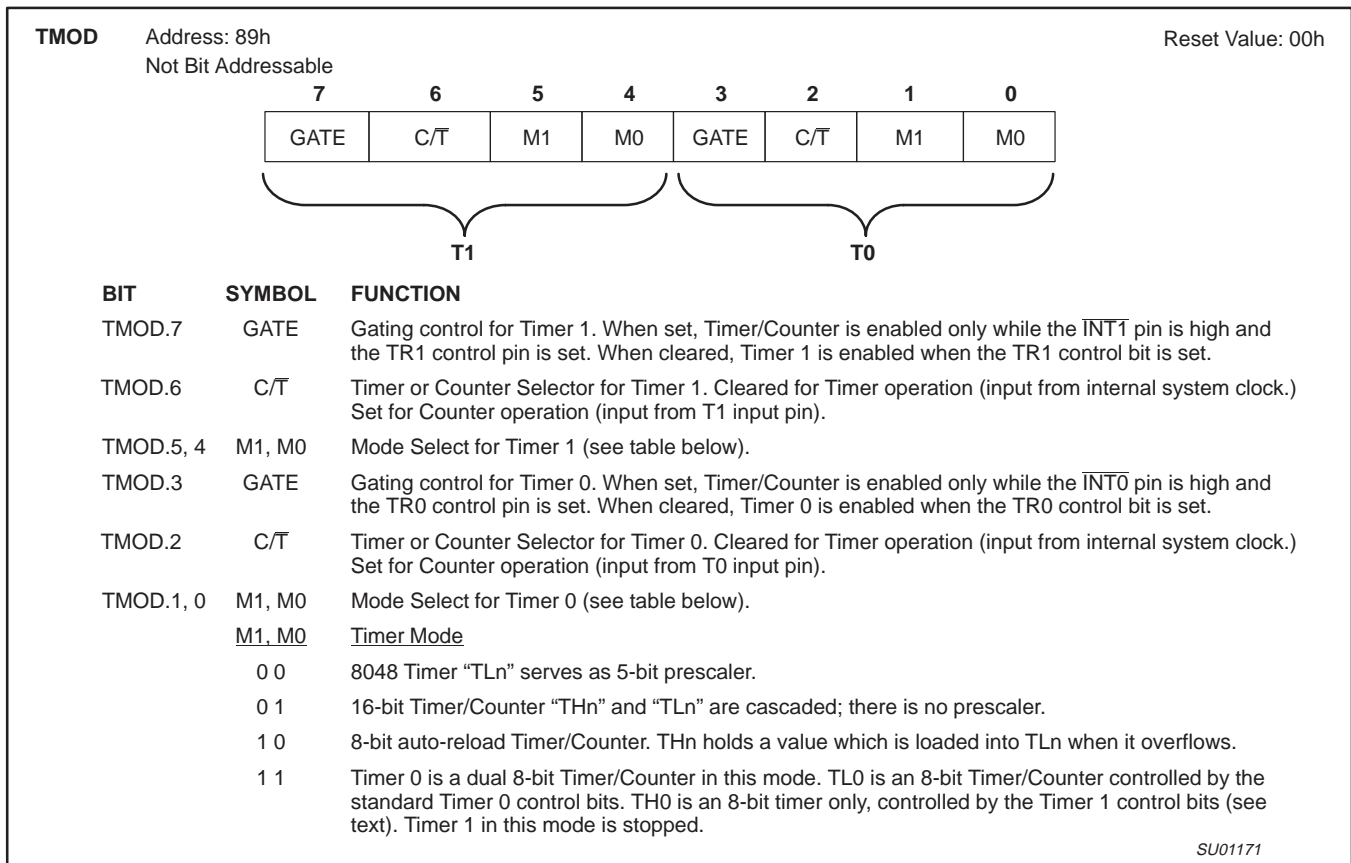 TMOD Address: 89h Reset Value: 00h
Not Bit Addressable
7 6 5 4 3 2 1 0
GATE C/T̅ M1 M0 GATE C/T̅ M1 M0
T1 T0
BIT SYMBOL FUNCTION
TMOD.7 GATE Gating control for Timer 1. When set, Timer/Counter is enabled only while the I̅N̅T̅1̅ pin is high and
the TR1 control pin is set. When cleared, Timer 1 is enabled when the TR1 control bit is set.
TMOD.6 C/T̅ Timer or Counter Selector for Timer 1. Cleared for Timer operation (input from internal system clock.)
Set for Counter operation (input from T1 input pin).
TMOD.5, 4 M1, M0 Mode Select for Timer 1 (see table below).
TMOD.3 GATE Gating control for Timer 0. When set, Timer/Counter is enabled only while the I̅N̅T̅0̅ pin is high and
the TR0 control pin is set. When cleared, Timer 0 is enabled when the TR0 control bit is set.
TMOD.2 C/T̅ Timer or Counter Selector for Timer 0. Cleared for Timer operation (input from internal system clock.)
Set for Counter operation (input from T0 input pin).
TMOD.1, 0 M1, M0 Mode Select for Timer 0 (see table below).
M1, M0 Timer Mode
0 0 8048 Timer “TLn” serves as 5-bit prescaler.
0 1 16-bit Timer/Counter “THn” and “TLn” are cascaded; there is no prescaler.
1 0 8-bit auto-reload Timer/Counter. THn holds a value which is loaded into TLn when it overflows.
1 1 Timer 0 is a dual 8-bit Timer/Counter in this mode. TL0 is an 8-bit Timer/Counter controlled by the
standard Timer 0 control bits. TH0 is an 8-bit timer only, controlled by the Timer 1 control bits (see
text). Timer 1 in this mode is stopped.
SU01171